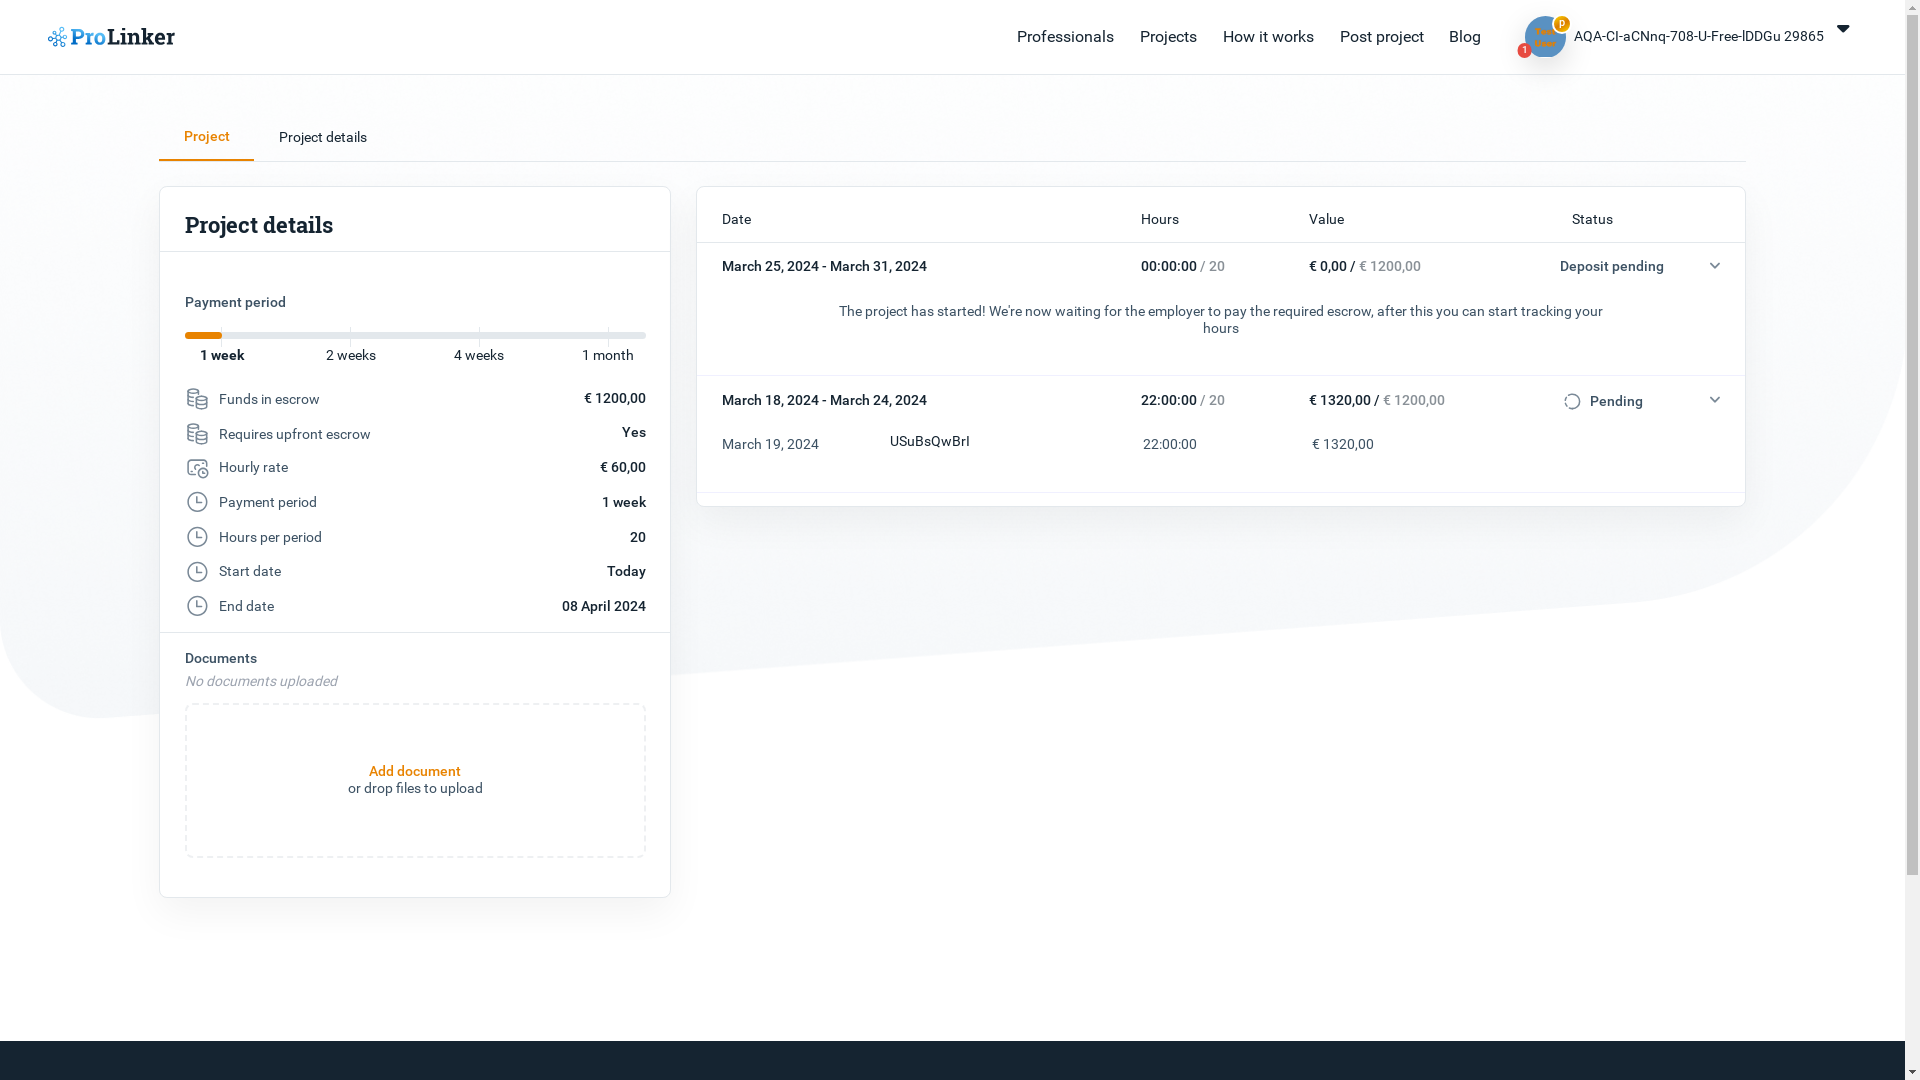 ProLinker
Professionals
Projects
How it works
Post project
Blog
p
1
AQA-CI-aCNnq-708-U-Free-lDDGu 29865
Project
Project details
Project details
Payment period
1 week
2 weeks
4 weeks
1 month
Funds in escrow € 1200,00
Requires upfront escrow Yes
Hourly rate € 60,00
Payment period 1 week
Hours per period 20
Start date Today
End date 08 April 2024
Documents
No documents uploaded
Add document
or drop files to upload
Date Hours Value Status
March 25, 2024 - March 31, 2024 00:00:00 / 20 € 0,00 / € 1200,00 Deposit pending
The project has started! We're now waiting for the employer to pay the required escrow, after this you can start tracking your
hours
March 18, 2024 - March 24, 2024 22:00:00 / 20 € 1320,00 / € 1200,00 Pending
March 19, 2024 USuBsQwBrI 22:00:00 € 1320,00